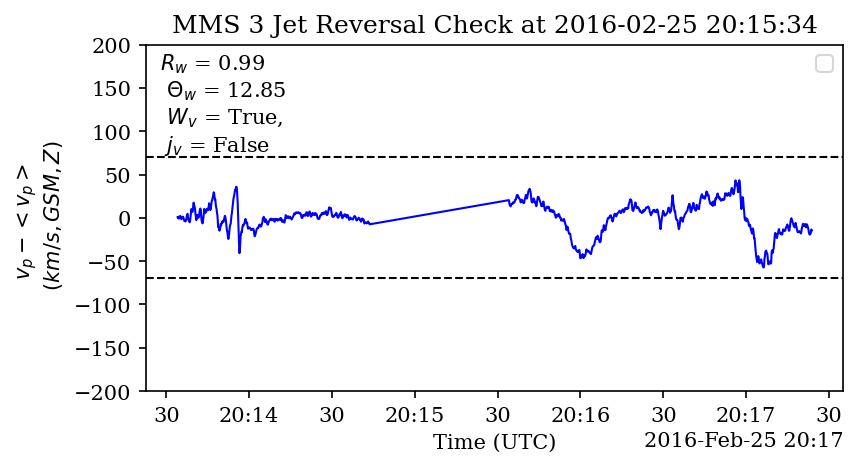 MMS 3 Jet Reversal Check at 2016-02-25 20:15:34
200
150
100
50
0
−50
−100
−150
−200
v_p − < v_p >
(km/s, GSM, Z)
R_w = 0.99
Θ_w = 12.85
W_v = True,
j_v = False
30 20:14 30 20:15 30 20:16 30 20:17 30
Time (UTC) 2016-Feb-25 20:17